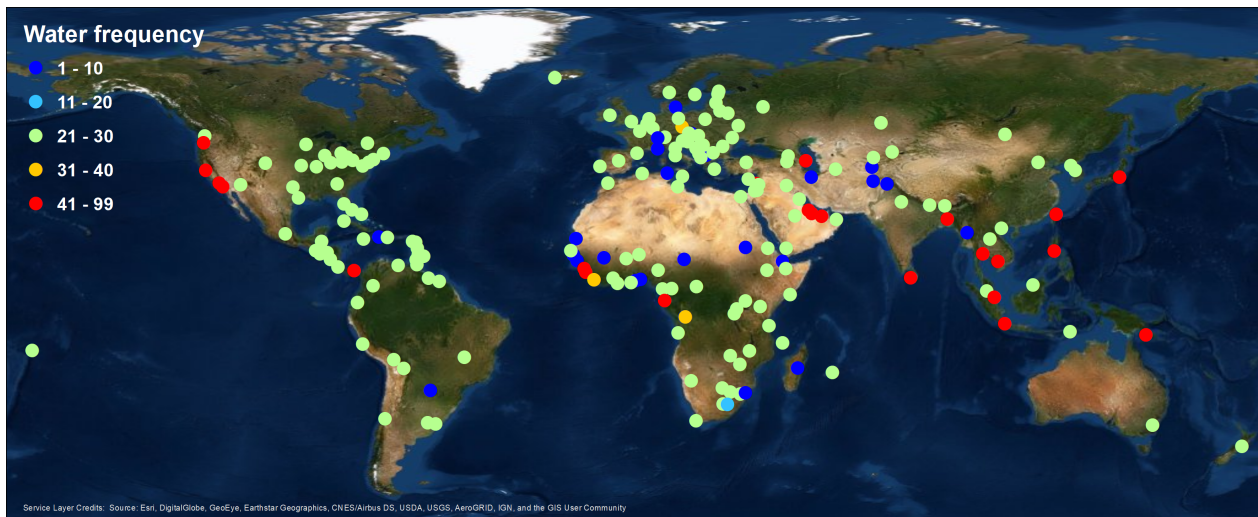 Water frequency
1 - 10
11 - 20
21 - 30
31 - 40
41 - 99
Service Layer Credits: Source: Esri, DigitalGlobe, GeoEye, Earthstar Geographics, CNES/Airbus DS, USDA, USGS, AeroGRID, IGN, and the GIS User Community